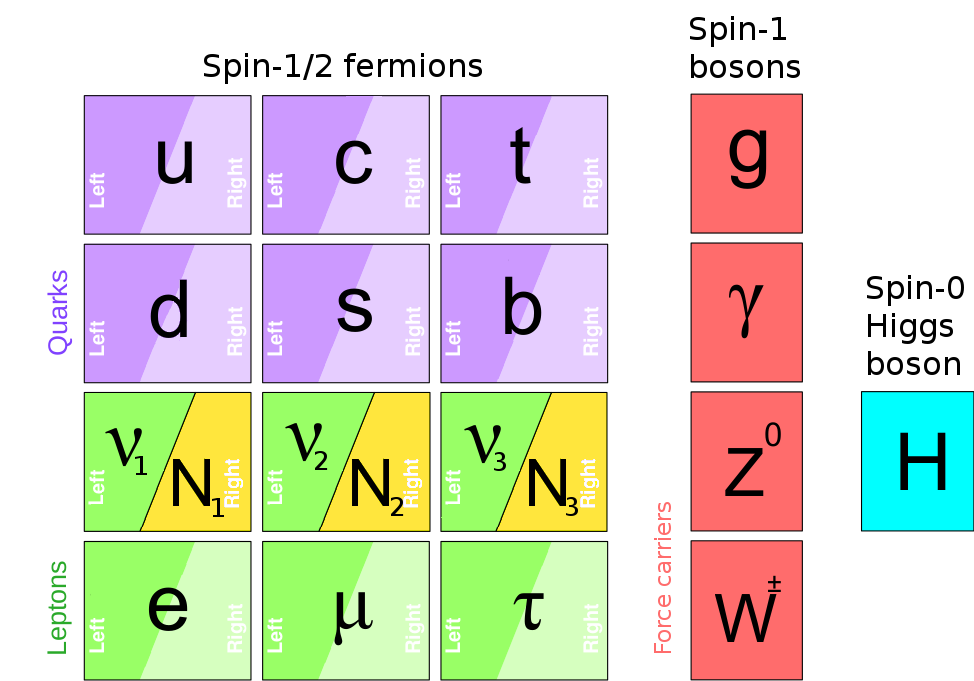 Spin-1/2 fermions
Spin-1
bosons
Spin-0
Higgs
boson
Quarks
Leptons
Force carriers
Left u Right
Left c Right
Left t Right
g
Left d Right
Left s Right
Left b Right
γ
Left ν1 N1 Right
Left ν2 N2 Right
Left ν3 N3 Right
Z0
H
Left e Right
Left μ Right
Left τ Right
W±